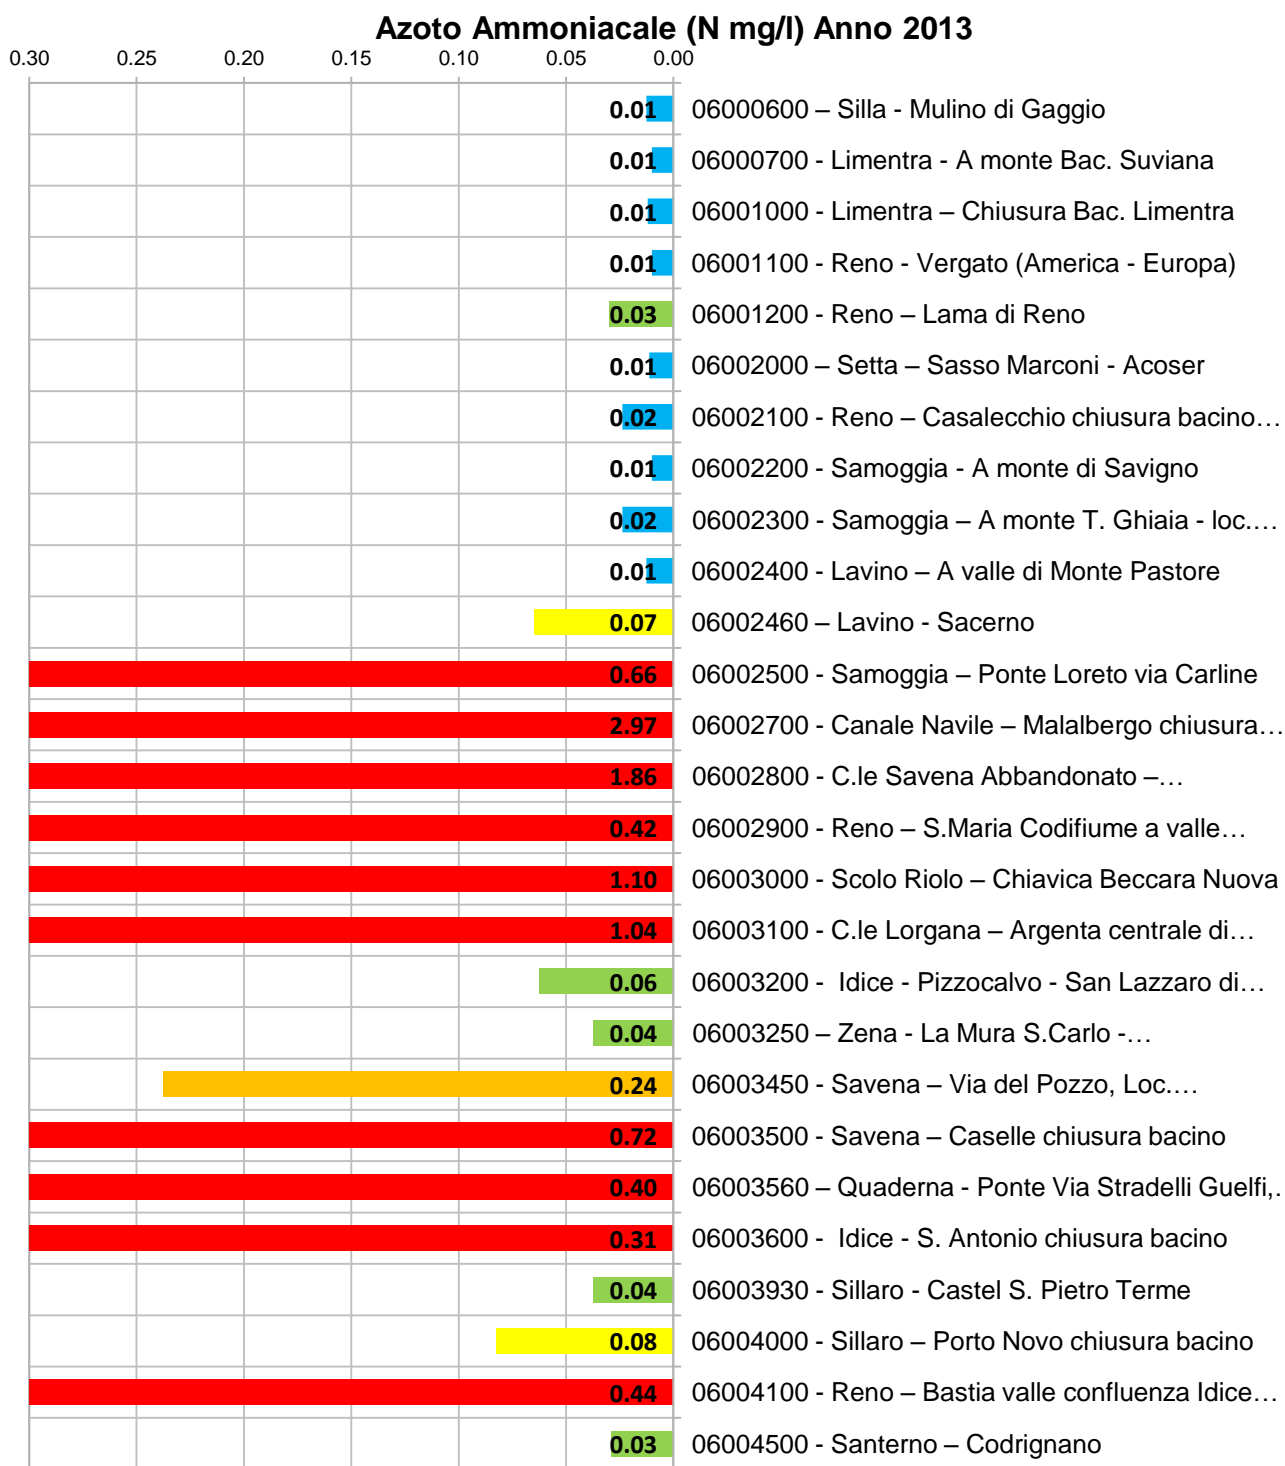 Azoto Ammoniacale (N mg/l) Anno 2013
0.30 0.25 0.20 0.15 0.10 0.05 0.00
0.01 06000600 – Silla - Mulino di Gaggio
0.01 06000700 - Limentra - A monte Bac. Suviana
0.01 06001000 - Limentra – Chiusura Bac. Limentra
0.01 06001100 - Reno - Vergato (America - Europa)
0.03 06001200 - Reno – Lama di Reno
0.01 06002000 – Setta – Sasso Marconi - Acoser
0.02 06002100 - Reno – Casalecchio chiusura bacino…
0.01 06002200 - Samoggia - A monte di Savigno
0.02 06002300 - Samoggia – A monte T. Ghiaia - loc.…
0.01 06002400 - Lavino – A valle di Monte Pastore
0.07 06002460 – Lavino - Sacerno
0.66 06002500 - Samoggia – Ponte Loreto via Carline
2.97 06002700 - Canale Navile – Malalbergo chiusura…
1.86 06002800 - C.le Savena Abbandonato –…
0.42 06002900 - Reno – S.Maria Codifiume a valle…
1.10 06003000 - Scolo Riolo – Chiavica Beccara Nuova
1.04 06003100 - C.le Lorgana – Argenta centrale di…
0.06 06003200 - Idice - Pizzocalvo - San Lazzaro di…
0.04 06003250 – Zena - La Mura S.Carlo -…
0.24 06003450 - Savena – Via del Pozzo, Loc.…
0.72 06003500 - Savena – Caselle chiusura bacino
0.40 06003560 – Quaderna - Ponte Via Stradelli Guelfi,.
0.31 06003600 - Idice - S. Antonio chiusura bacino
0.04 06003930 - Sillaro - Castel S. Pietro Terme
0.08 06004000 - Sillaro – Porto Novo chiusura bacino
0.44 06004100 - Reno – Bastia valle confluenza Idice…
0.03 06004500 - Santerno – Codrignano